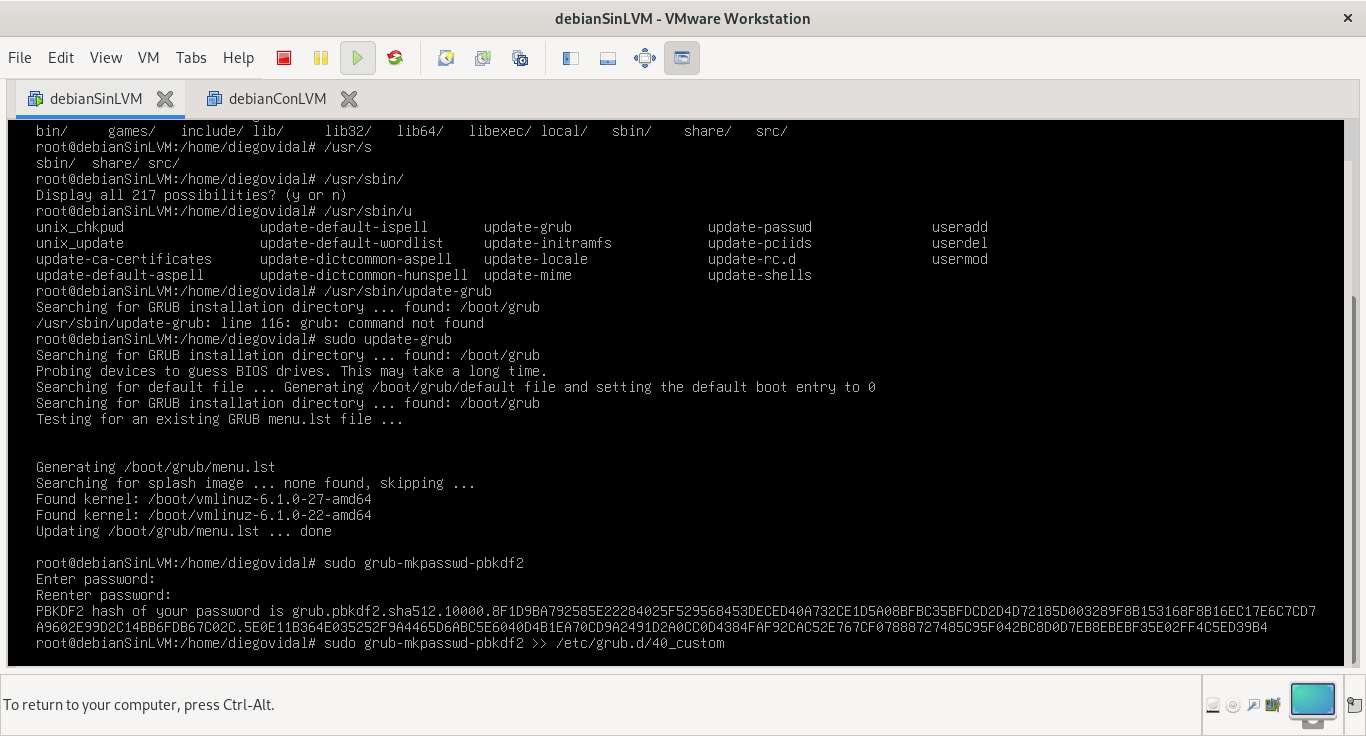 debianSinLVM - VMware Workstation
File Edit View VM Tabs Help
debianSinLVM debianConLVM
bin/ games/ include/ lib/ lib32/ lib64/ libexec/ local/ sbin/ share/ src/
root@debianSinLVM:/home/diegovidal# /usr/s
sbin/ share/ src/
root@debianSinLVM:/home/diegovidal# /usr/sbin/
Display all 217 possibilities? (y or n)
root@debianSinLVM:/home/diegovidal# /usr/sbin/u
unix_chkpwd update-default-ispell update-grub update-passwd useradd
unix_update update-default-wordlist update-initramfs update-pciids userdel
update-ca-certificates update-dictcommon-aspell update-locale update-rc.d usermod
update-default-aspell update-dictcommon-hunspell update-mime update-shells
root@debianSinLVM:/home/diegovidal# /usr/sbin/update-grub
Searching for GRUB installation directory ... found: /boot/grub
/usr/sbin/update-grub: line 116: grub: command not found
root@debianSinLVM:/home/diegovidal# sudo update-grub
Searching for GRUB installation directory ... found: /boot/grub
Probing devices to guess BIOS drives. This may take a long time.
Searching for default file ... Generating /boot/grub/default file and setting the default boot entry to 0
Searching for GRUB installation directory ... found: /boot/grub
Testing for an existing GRUB menu.lst file ...
Generating /boot/grub/menu.lst
Searching for splash image ... none found, skipping ...
Found kernel: /boot/vmlinuz-6.1.0-27-amd64
Found kernel: /boot/vmlinuz-6.1.0-22-amd64
Updating /boot/grub/menu.lst ... done
root@debianSinLVM:/home/diegovidal# sudo grub-mkpasswd-pbkdf2
Enter password:
Reenter password:
PBKDF2 hash of your password is grub.pbkdf2.sha512.10000.8F1D9BA792585E22284025F529568453DECED40A732CE1D5A08BFBC35BFDCD2D4D72185D003289F8B153168F8B16EC17E6C7CD7
A9602E99D2C14BB6FDB67C02C.5E0E11B364E035252F9A4465D6ABC5E6040D4B1EA70CD9A2491D2A0CC0D4384FAF92CAC52E767CF07888727485C95F042BC8D0D7EB8EBEBF35E02FF4C5ED39B4
root@debianSinLVM:/home/diegovidal# sudo grub-mkpasswd-pbkdf2 >> /etc/grub.d/40_custom
To return to your computer, press Ctrl-Alt.